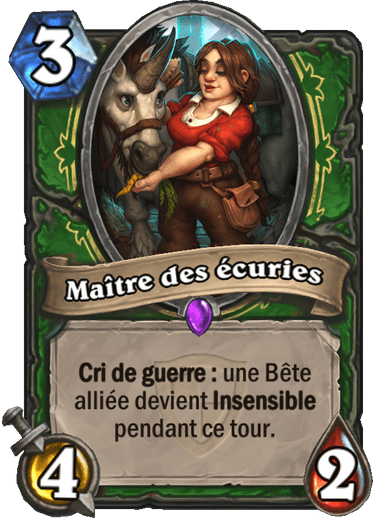 3
Maître des écuries
Cri de guerre : une Bête
alliée devient Insensible
pendant ce tour.
4
2